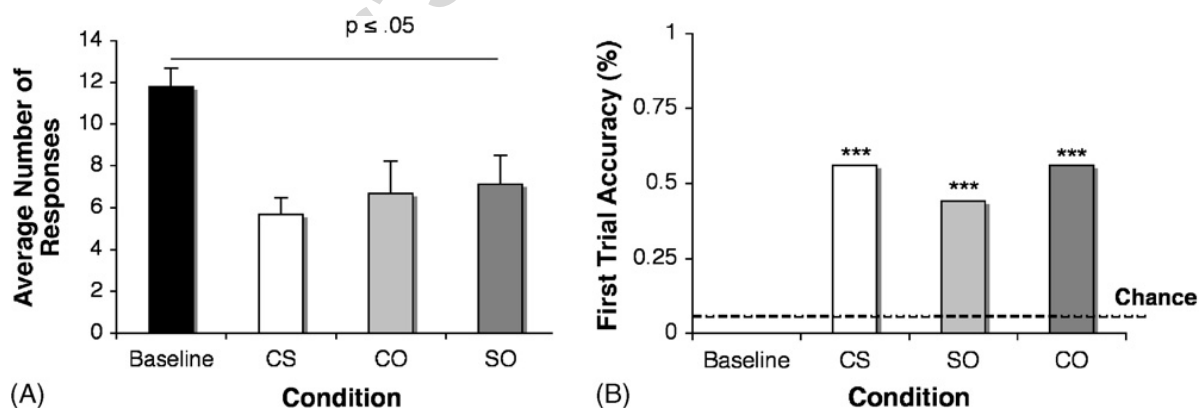 p ≤ .05
14
12
10
8
6
4
2
0
Average Number of
Responses
Baseline CS CO SO
Condition
(A)
1
0.75
0.5
0.25
0
First Trial Accuracy (%)
***
***
***
Chance
Baseline CS SO CO
Condition
(B)